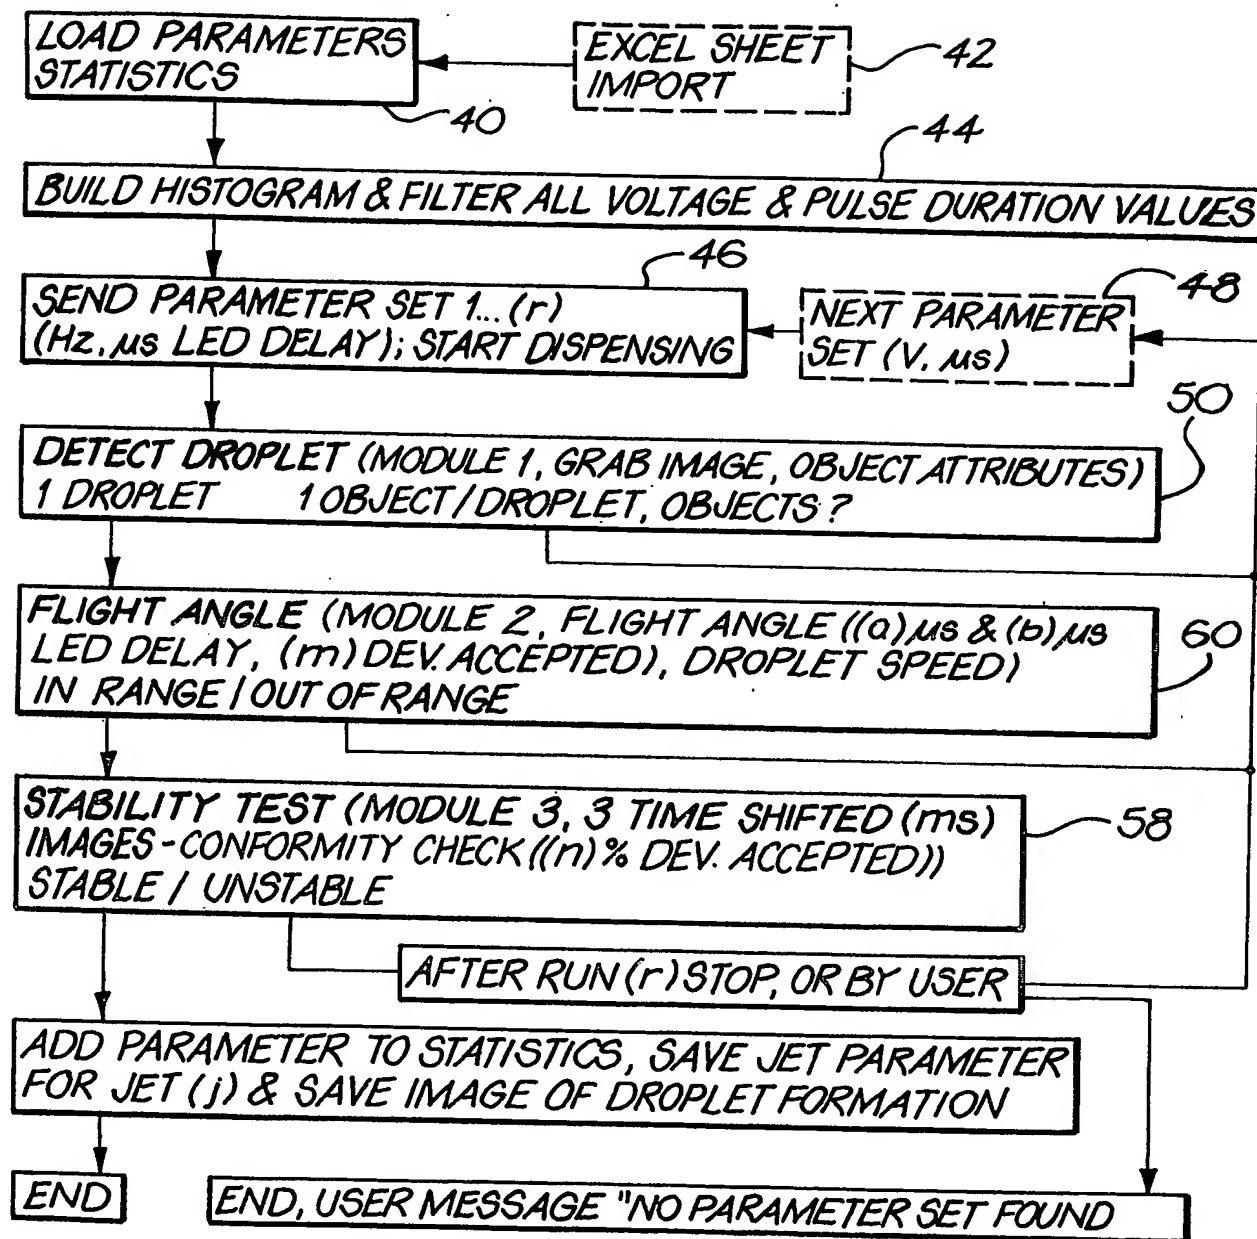 LOAD PARAMETERS
STATISTICS
40
EXCEL SHEET
IMPORT
42
44
BUILD HISTOGRAM & FILTER ALL VOLTAGE & PULSE DURATION VALUES
46
SEND PARAMETER SET 1...(r)
(Hz, µs LED DELAY); START DISPENSING
48
NEXT PARAMETER
SET (V, µs)
50
DETECT DROPLET (MODULE 1, GRAB IMAGE, OBJECT ATTRIBUTES)
1 DROPLET 1 OBJECT/DROPLET, OBJECTS?
FLIGHT ANGLE (MODULE 2, FLIGHT ANGLE ((a) µs & (b) µs
LED DELAY, (m) DEV. ACCEPTED), DROPLET SPEED)
IN RANGE / OUT OF RANGE
60
STABILITY TEST (MODULE 3, 3 TIME SHIFTED (ms)
IMAGES-CONFORMITY CHECK ((n)% DEV. ACCEPTED))
STABLE / UNSTABLE
58
AFTER RUN (r) STOP, OR BY USER
ADD PARAMETER TO STATISTICS, SAVE JET PARAMETER
FOR JET (j) & SAVE IMAGE OF DROPLET FORMATION
END
END, USER MESSAGE "NO PARAMETER SET FOUND